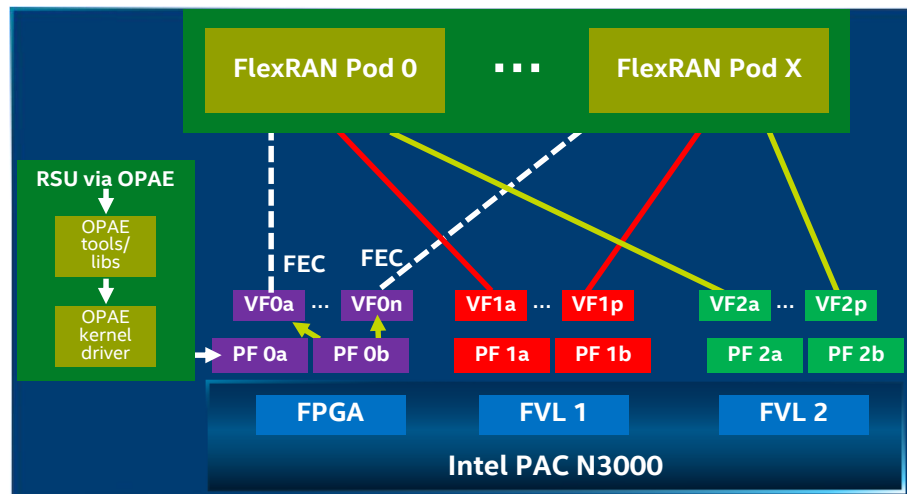 FlexRAN Pod 0
...
FlexRAN Pod X
RSU via OPAE
OPAE
tools/
libs
OPAE
kernel
driver
FEC
FEC
VF0a ... VF0n
VF1a ... VF1p
VF2a ... VF2p
PF 0a
PF 0b
PF 1a
PF 1b
PF 2a
PF 2b
FPGA
FVL 1
FVL 2
Intel PAC N3000